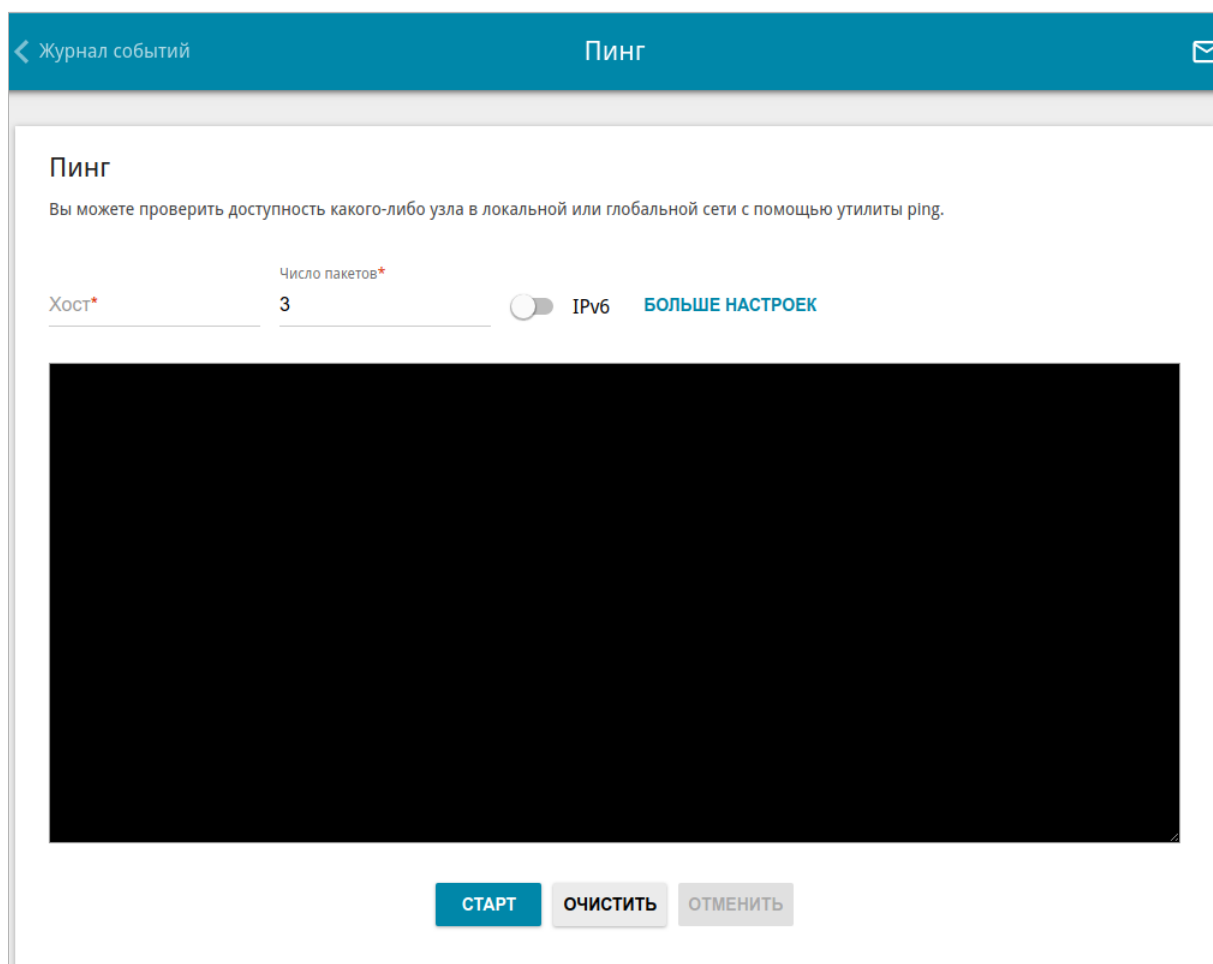 Журнал событий
Пинг
Пинг
Вы можете проверить доступность какого-либо узла в локальной или глобальной сети с помощью утилиты ping.
Число пакетов*
Хост*
3
IPv6
БОЛЬШЕ НАСТРОЕК
СТАРТ
ОЧИСТИТЬ
ОТМЕНИТЬ